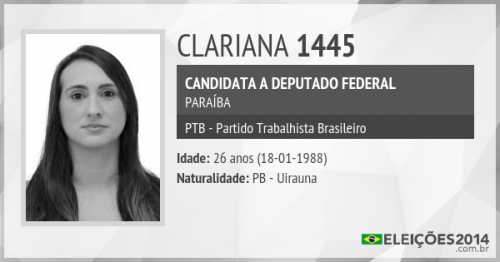 CLARIANA 1445
CANDIDATA A DEPUTADO FEDERAL
PARAÍBA
PTB - Partido Trabalhista Brasileiro
Idade: 26 anos (18-01-1988)
Naturalidade: PB - Uirauna
ELEIÇÕES2014
.com.br